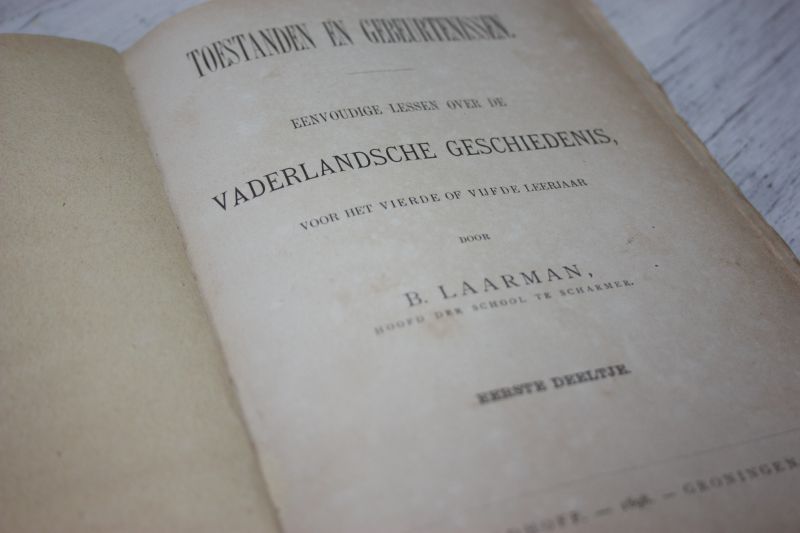 TOESTANDEN EN GEBEURTENISSEN.
EENVOUDIGE LESSEN OVER DE
VADERLANDSCHE GESCHIEDENIS,
VOOR HET VIERDE OF VIJFDE LEERJAAR
DOOR
B. LAARMAN,
HOOFD DER SCHOOL TE SCHARMER.
EERSTE DEELTJE.
— 1898. — GRONINGEN.